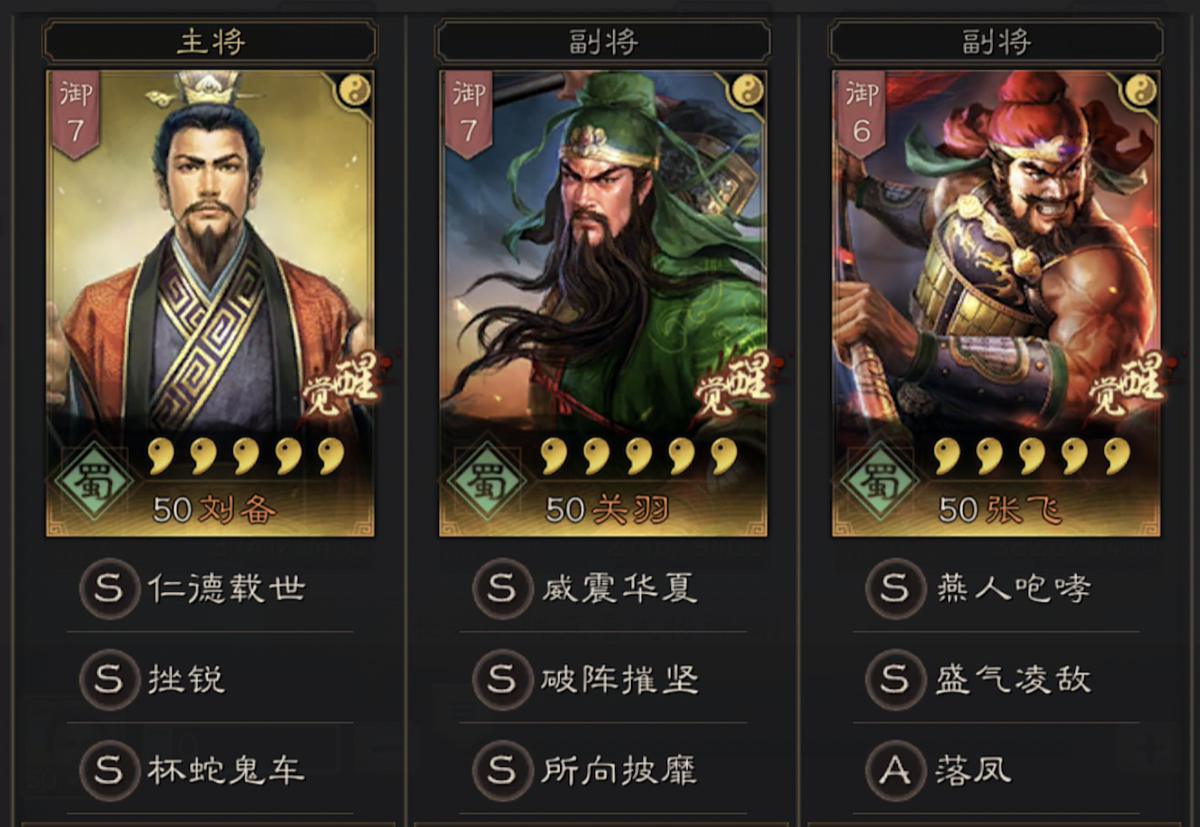 主将
御
7
觉醒
蜀
50 刘备
S 仁德载世
S 挫锐
S 杯蛇鬼车
副将
御
7
觉醒
蜀
50 关羽
S 威震华夏
S 破阵摧坚
S 所向披靡
副将
御
6
觉醒
蜀
50 张飞
S 燕人咆哮
S 盛气凌敌
A 落凤